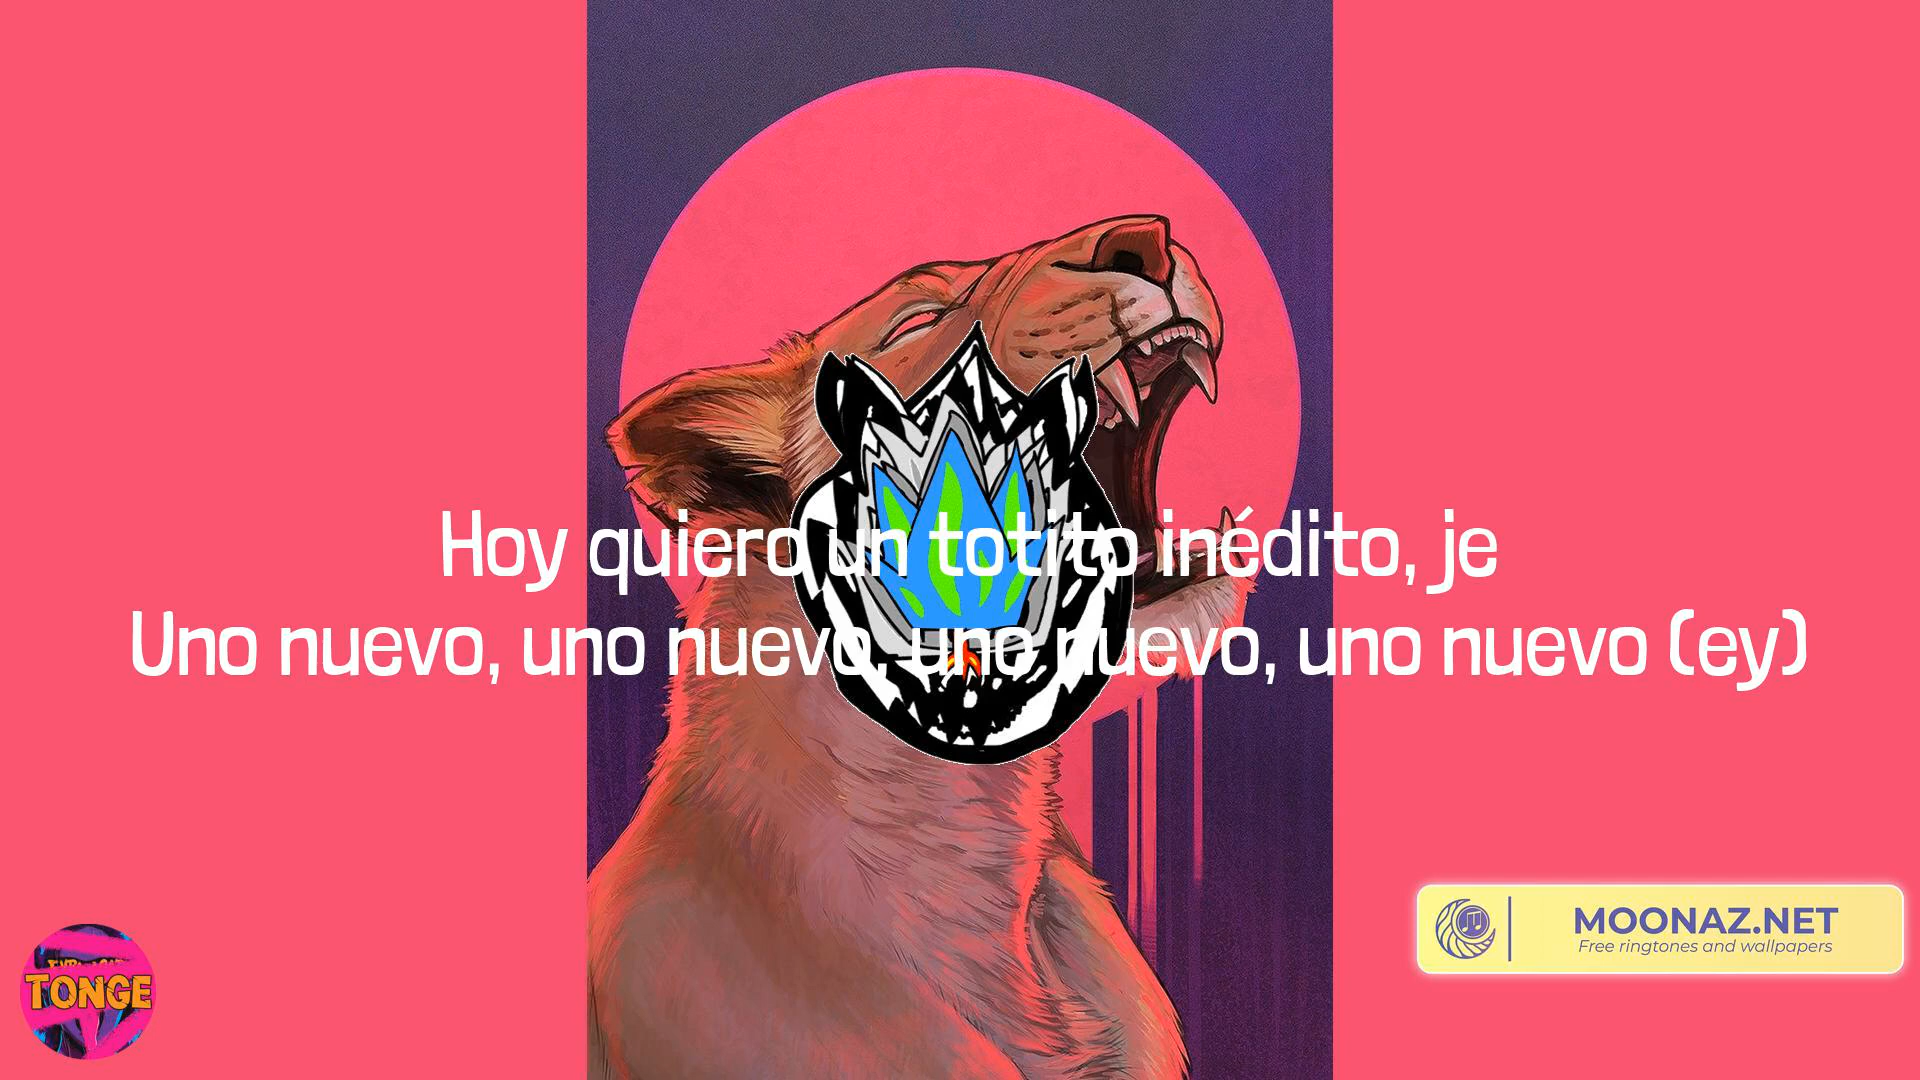 Hoy quiero un totito inédito, je
Uno nuevo, uno nuevo, uno nuevo, uno nuevo (ey)
MOONAZ.NET
Free ringtones and wallpapers
TONGE